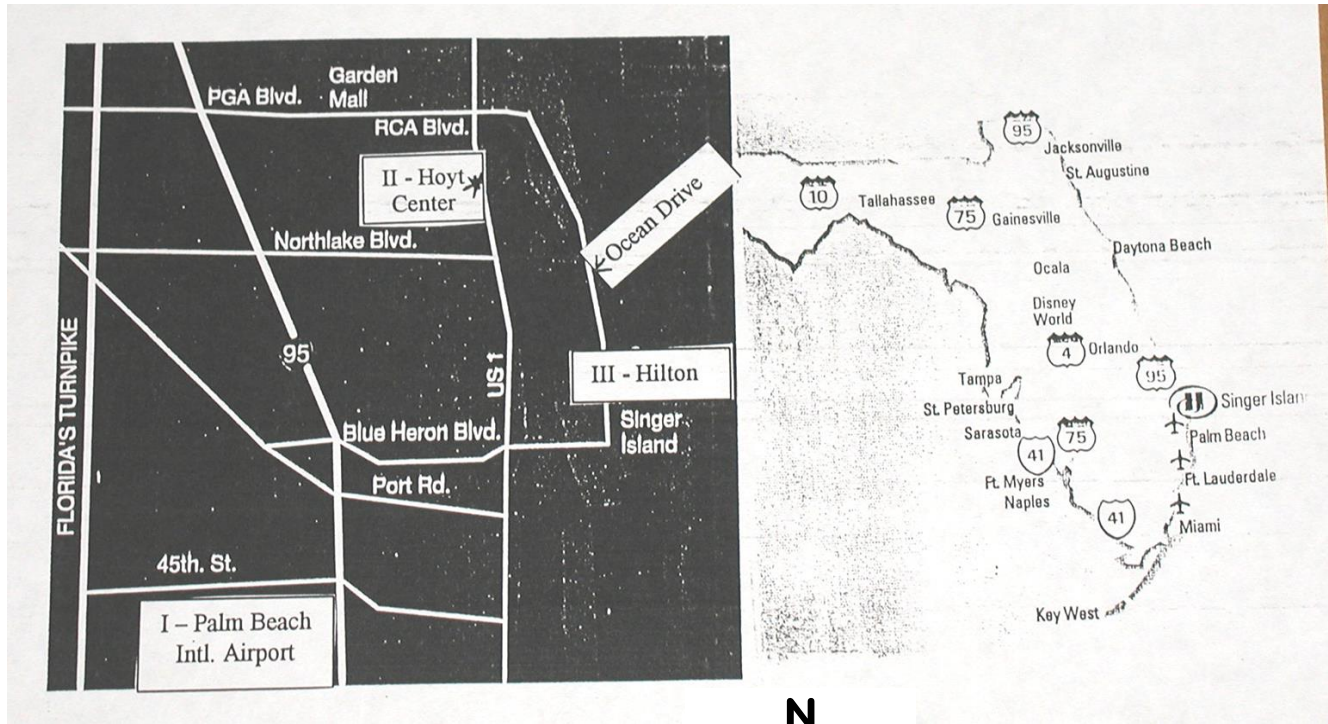 Garden
Mall
PGA Blvd.
RCA Blvd.
II - Hoyt
Center
Ocean Drive
Northlake Blvd.
FLORIDA'S TURNPIKE
95
US 1
III - Hilton
Singer
Island
Blue Heron Blvd.
Port Rd.
45th. St.
I – Palm Beach
Intl. Airport
95
Jacksonville
St. Augustine
10
Tallahassee
75
Gainesville
Daytona Beach
Ocala
Disney
World
4
Orlando
95
Tampa
St. Petersburg
Singer Islan
Sarasota
75
Palm Beach
41
Ft. Myers
Naples
Ft. Lauderdale
41
Miami
Key West
N